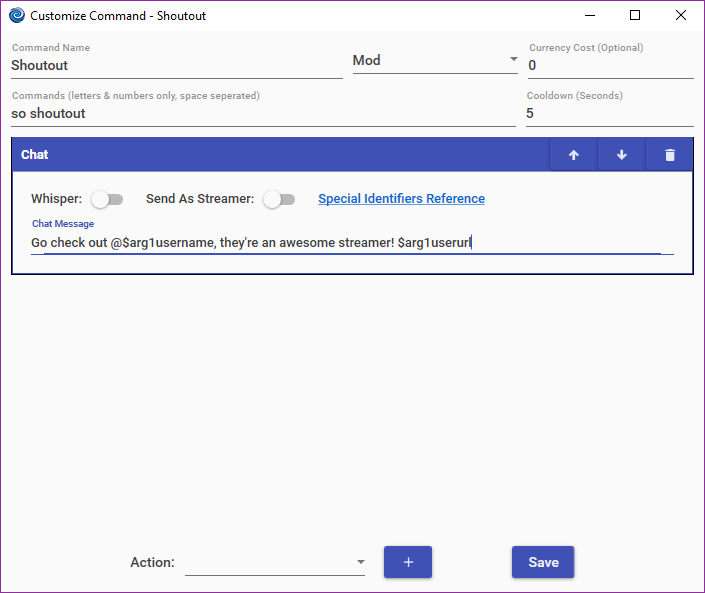 Customize Command - Shoutout
Command Name
Shoutout
Mod
Currency Cost (Optional)
0
Commands (letters & numbers only, space seperated)
so shoutout
Cooldown (Seconds)
5
Chat
Whisper: Send As Streamer: Special Identifiers Reference
Chat Message
Go check out @$arg1username, they're an awesome streamer! $arg1userurl
Action:
+
Save